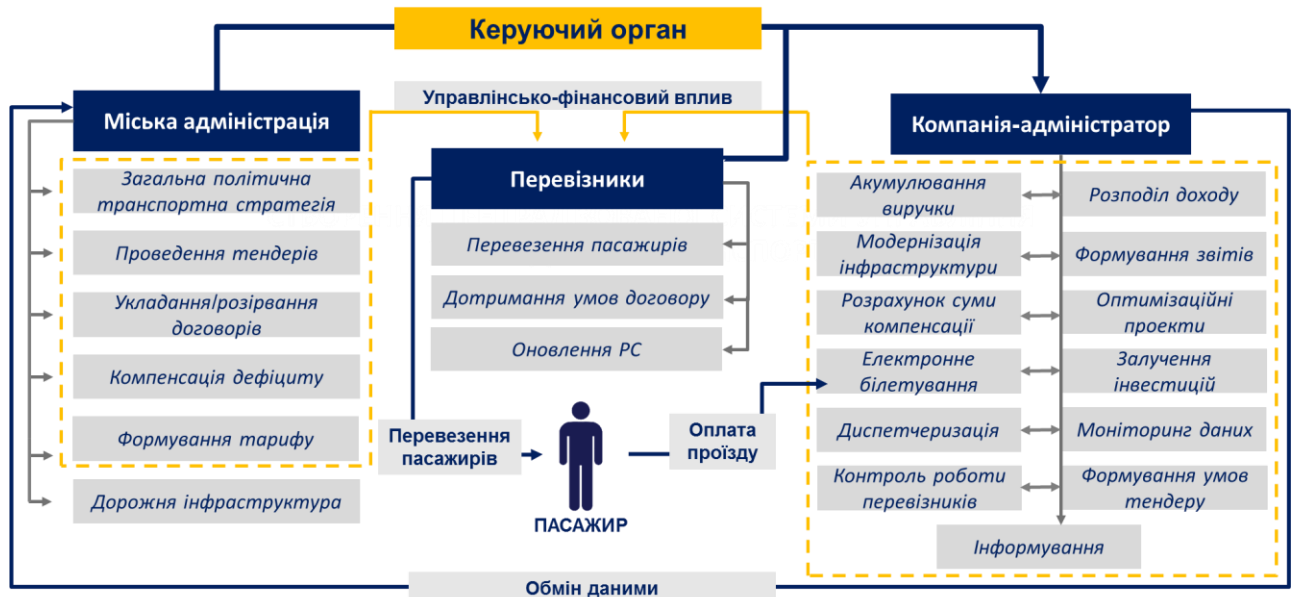 Керуючий орган
Управлінсько-фінансовий вплив
Міська адміністрація
Загальна політична
транспортна стратегія
Проведення тендерів
Укладання/розірвання
договорів
Компенсація дефіциту
Формування тарифу
Дорожня інфраструктура
Перевізники
Перевезення пасажирів
Дотримання умов договору
Оновлення РС
Перевезення
пасажирів
ПАСАЖИР
Оплата
проїзду
Компанія-адміністратор
Акумулювання
виручки
Розподіл доходу
Модернізація
інфраструктури
Формування звітів
Розрахунок суми
компенсації
Оптимізаційні
проекти
Електронне
білетування
Залучення
інвестицій
Диспетчеризація
Моніторинг даних
Контроль роботи
перевізників
Формування умов
тендеру
Інформування
Обмін даними